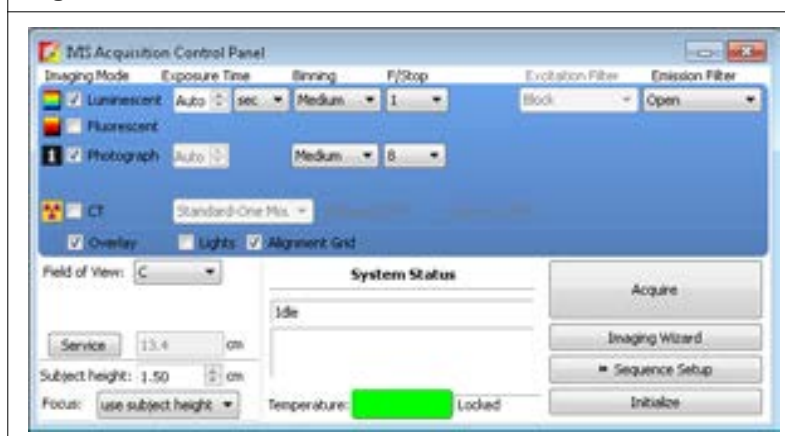 IVIS Acquisition Control Panel
Imaging Mode Exposure Time Binning F/Stop Excitation Filter Emission Filter
Luminescent Auto sec Medium 1 Block Open
Fluorescent
Photograph Auto Medium 8
CT Standard-One Mis.
Overlay Lights Alignment Grid
Field of View: C System Status Acquire
Idle
Service 13.4 cm Imaging Wizard
Subject height: 1.50 cm Sequence Setup
Focus: use subject height Temperature: Locked Initialize